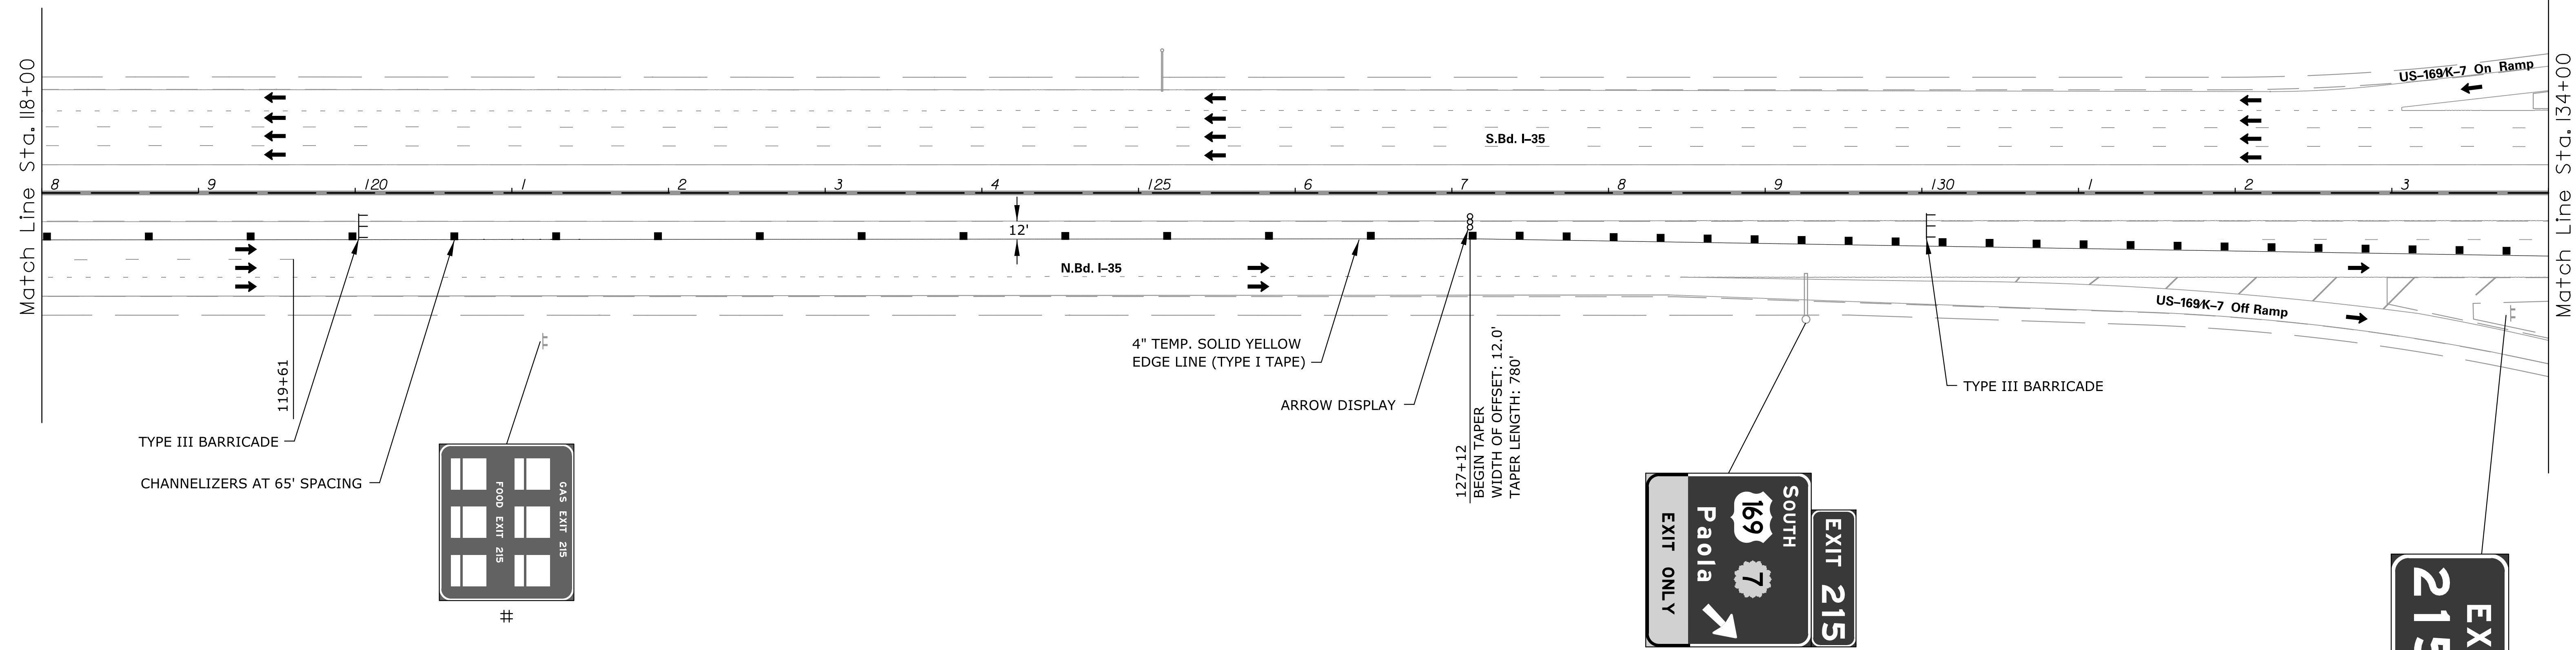 Match Line Sta. 118+00
US-169/K-7 On Ramp
S.Bd. I-35
8 9 120 1 2 3 4 125 6 7 8 9 130 1 2 3
12'
N.Bd. I-35
US-169/K-7 Off Ramp
Match Line Sta. 134+00
119+61
TYPE III BARRICADE
CHANNELIZERS AT 65' SPACING
GAS EXIT 215
FOOD EXIT 215
#
4" TEMP. SOLID YELLOW
EDGE LINE (TYPE I TAPE)
ARROW DISPLAY
127+12
BEGIN TAPER
WIDTH OF OFFSET: 12.0'
TAPER LENGTH: 780'
TYPE III BARRICADE
EXIT 215
SOUTH
169 7
Paola
EXIT ONLY
EX
215